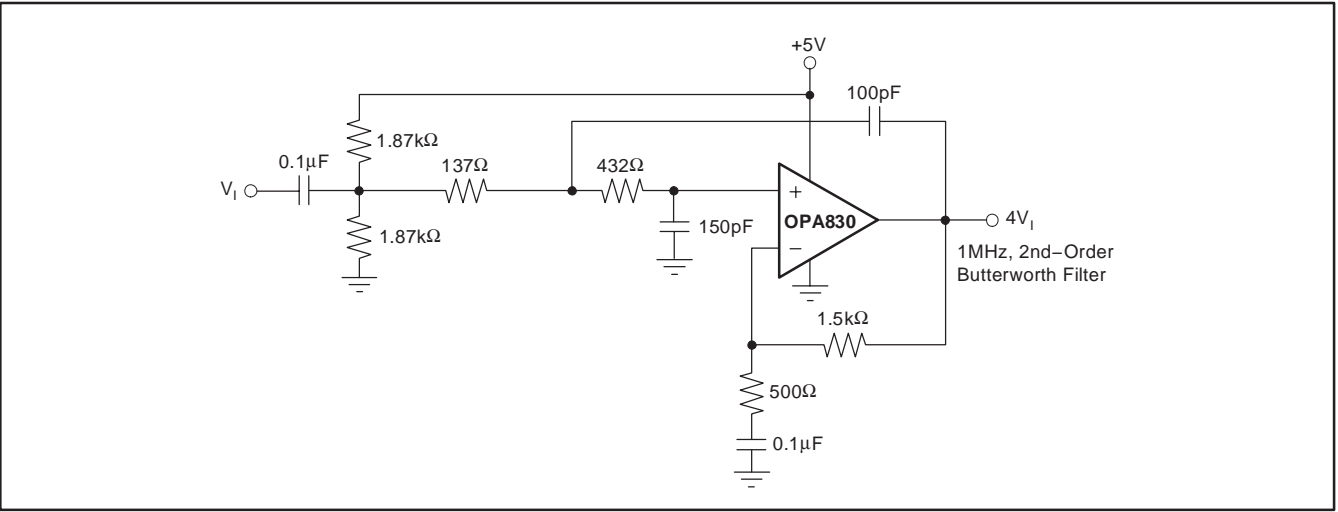 +5V
100pF
1.87kΩ
0.1μF
137Ω
432Ω
V_I
+
OPA830
4V_I
150pF
1.87kΩ
−
1MHz, 2nd−Order
Butterworth Filter
1.5kΩ
500Ω
0.1μF